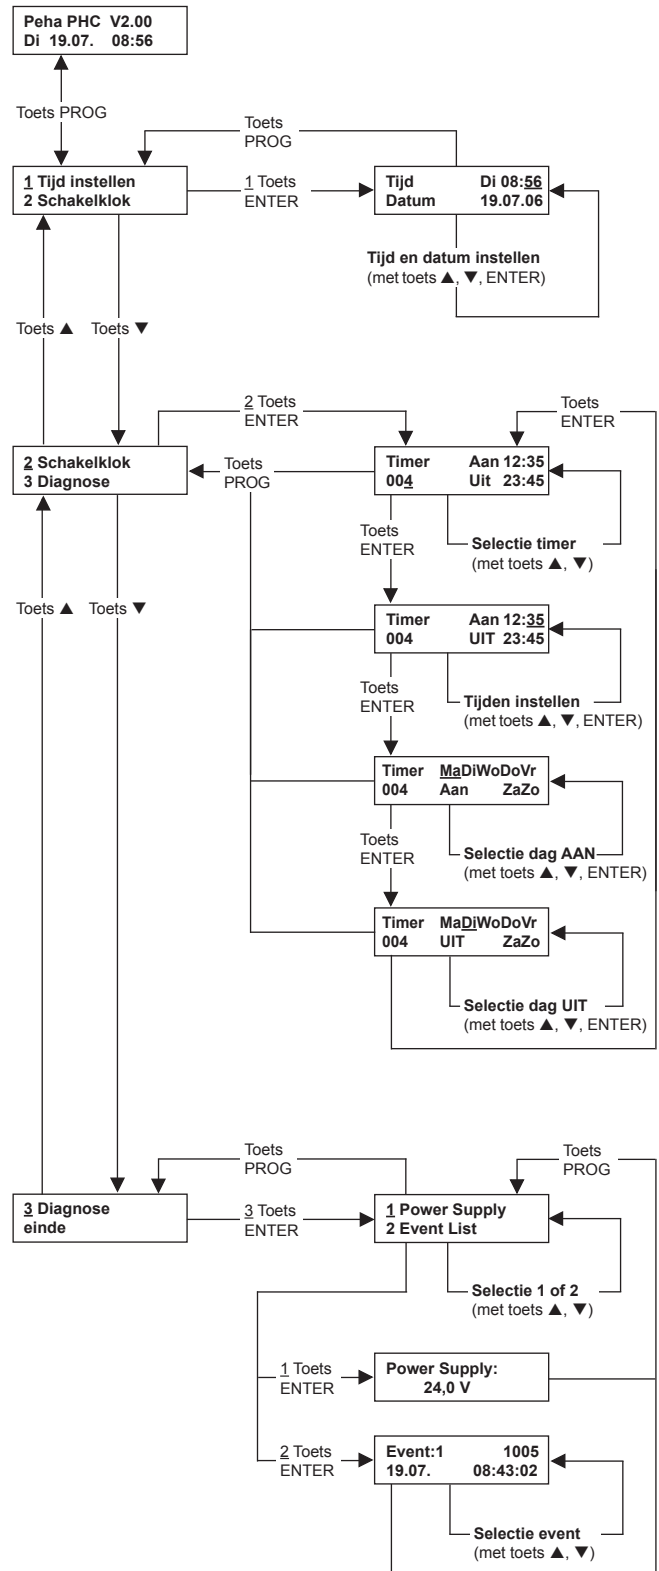 Peha PHC V2.00
Di 19.07. 08:56
Toets PROG
Toets
PROG
1 Tijd instellen
2 Schakelklok
1 Toets
ENTER
Tijd Di 08:56
Datum 19.07.06
Tijd en datum instellen
(met toets ▲, ▼, ENTER)
Toets ▲ Toets ▼
2 Toets
ENTER
Toets
ENTER
2 Schakelklok
3 Diagnose
Toets
PROG
Timer Aan 12:35
004 Uit 23:45
Toets
ENTER
Selectie timer
(met toets ▲, ▼)
Toets ▲ Toets ▼
Timer Aan 12:35
004 UIT 23:45
Toets
ENTER
Tijden instellen
(met toets ▲, ▼, ENTER)
Timer MaDiWoDoVr
004 Aan ZaZo
Toets
ENTER
Selectie dag AAN
(met toets ▲, ▼, ENTER)
Timer MaDiWoDoVr
004 UIT ZaZo
Selectie dag UIT
(met toets ▲, ▼, ENTER)
Toets
PROG
Toets
PROG
3 Diagnose
einde
3 Toets
ENTER
1 Power Supply
2 Event List
Selectie 1 of 2
(met toets ▲, ▼)
1 Toets
ENTER
Power Supply:
24,0 V
2 Toets
ENTER
Event:1 1005
19.07. 08:43:02
Selectie event
(met toets ▲, ▼)